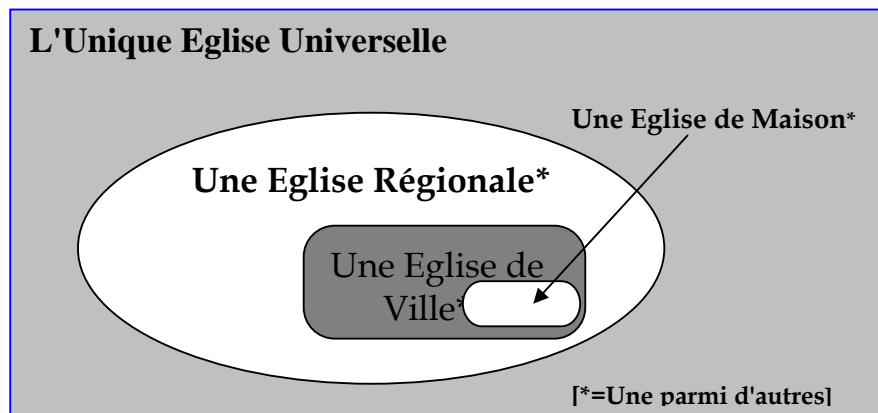 L'Unique Eglise Universelle
Une Eglise de Maison*
Une Eglise Régionale*
Une Eglise de
Ville*
[*=Une parmi d'autres]